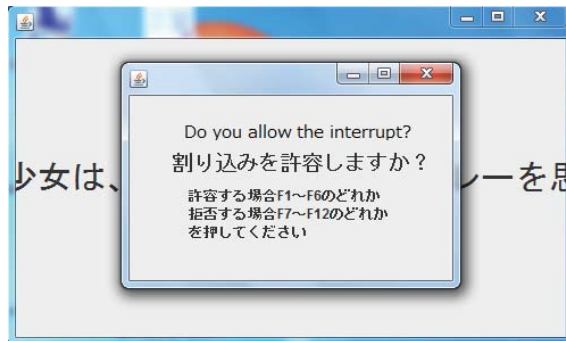 Do you allow the interrupt?
割り込みを許容しますか?
許容する場合F1~F6のどれか
拒否する場合F7~F12のどれか
を押してください
少女は、
レーを思